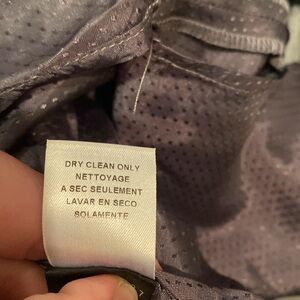 DRY CLEAN ONLY
NETTOYAGE
A SEC SEULEMENT
LAVAR EN SECO
SOLAMENTE